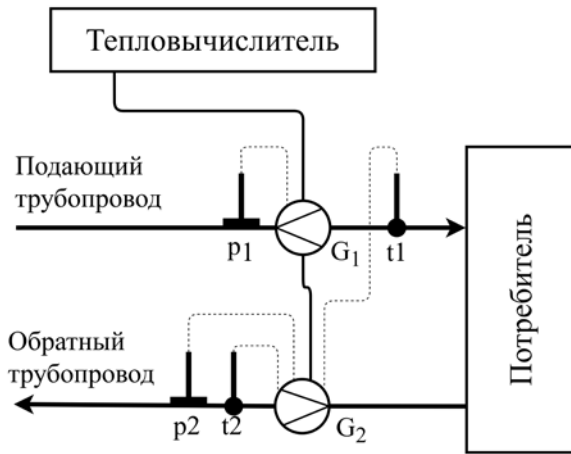 Тепловычислитель
Подающий
трубопровод
p1
G1
t1
Обратный
трубопровод
p2
t2
G2
Потребитель